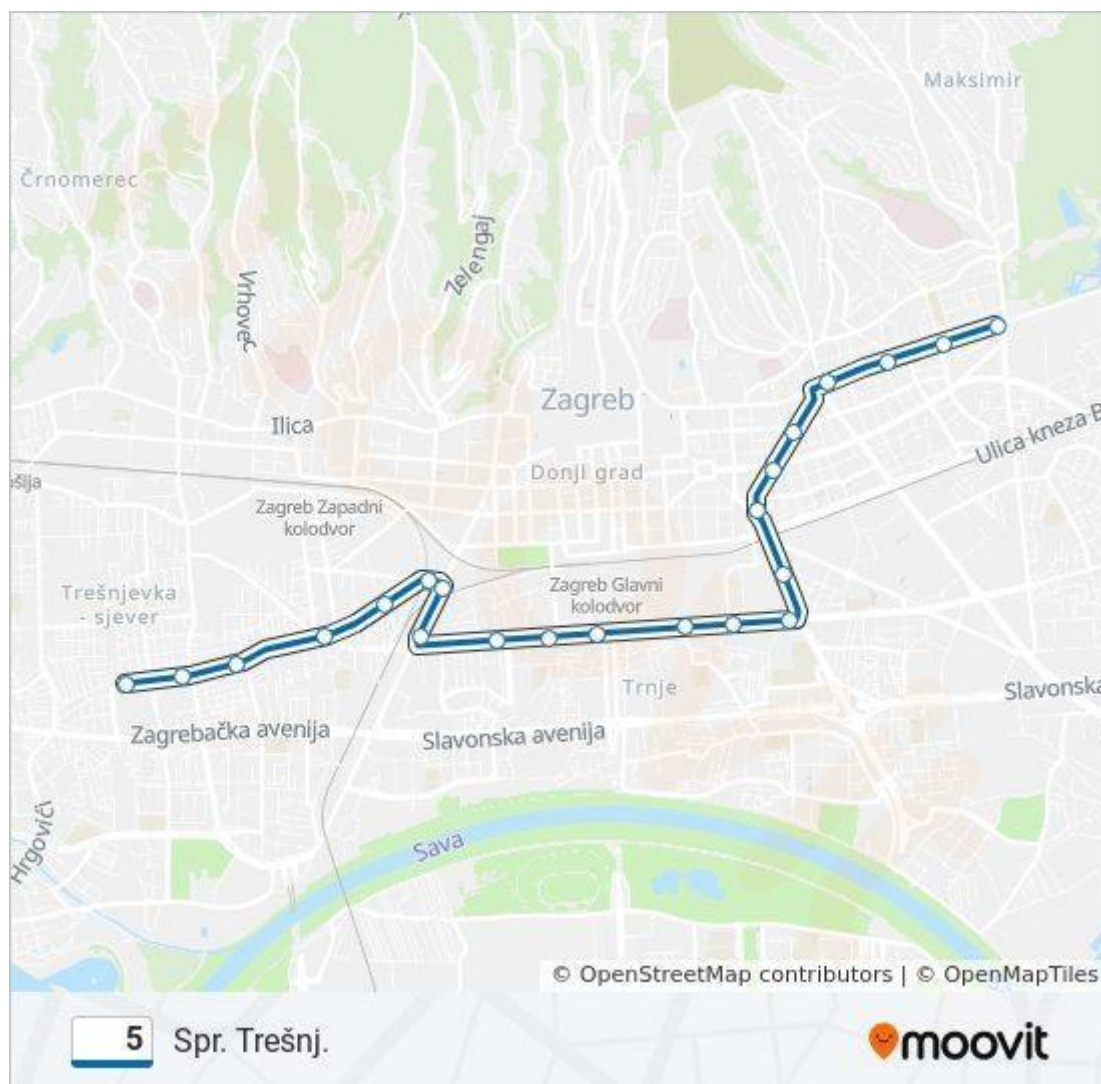 Maksimir
Črnomerec
Zelengaj
Vrhovec
Zagreb
Ilica
Ulica kneza B
Donji grad
šija
Zagreb Zapadni
kolodvor
Zagreb Glavni
kolodvor
Trešnjevka
- sjever
Trnje
Slavonska
Zagrebačka avenija
Slavonska avenija
Hrgovići
Sava
© OpenStreetMap contributors | © OpenMapTiles
5 Spr. Trešnj.
moovit